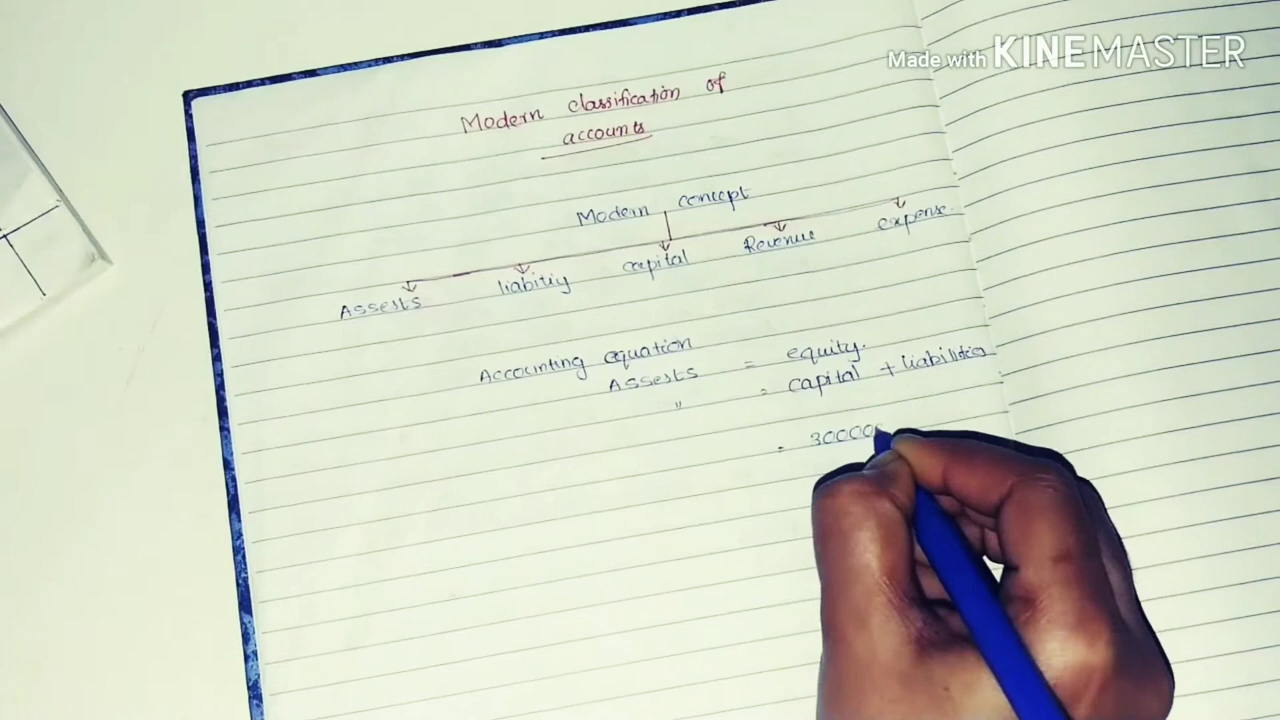 Made with KINEMASTER
Modern classification of
accounts
Modern concept
Assests liabitiy capital Revenue expense.
Accounting equation
Assests = equity.
" = capital + liabilities
= 30000